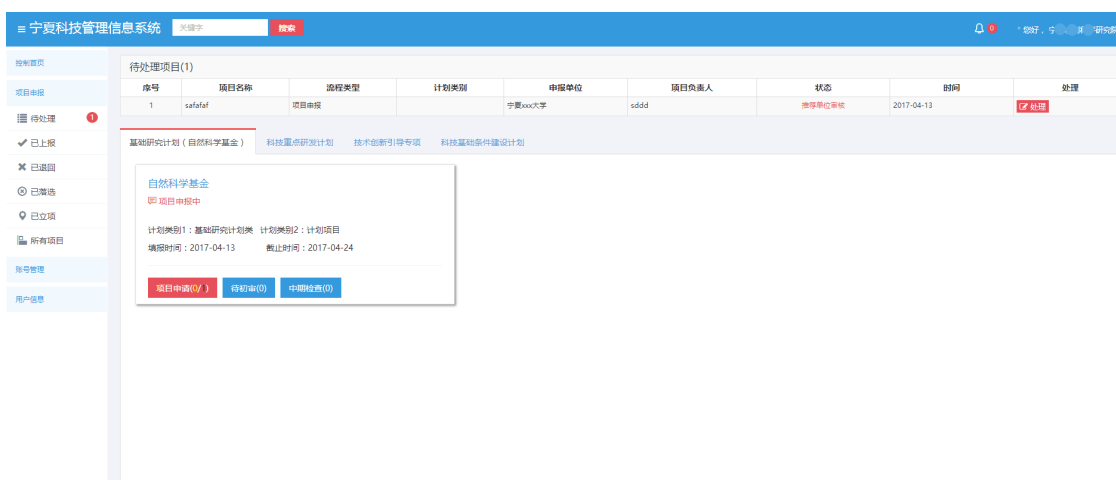 ≡ 宁夏科技管理信息系统 关键字 搜索 0 您好，宁 研究院
控制首页
项目申报
待处理 1
已上报
已退回
已落选
已立项
所有项目
账号管理
用户信息
待处理项目(1)
序号 项目名称 流程类型 计划类别 申报单位 项目负责人 状态 时间 处理
1 safafaf 项目申报 宁夏xxx大学 sddd 推荐单位审核 2017-04-13 处理
基础研究计划（自然科学基金） 科技重点研发计划 技术创新引导专项 科技基础条件建设计划
自然科学基金
项目申报中
计划类别1：基础研究计划类 计划类别2：计划项目
填报时间：2017-04-13 截止时间：2017-04-24
项目申请(0/1) 待初审(0) 中期检查(0)